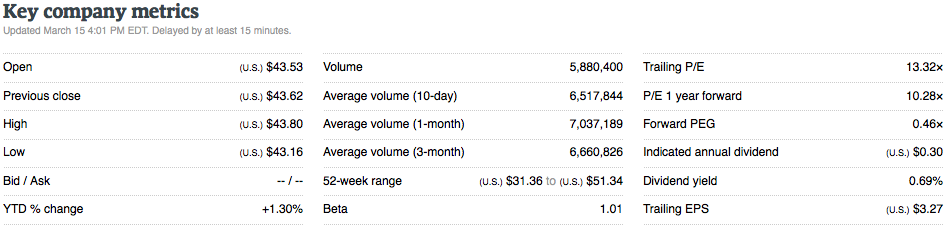 Key company metrics
Updated March 15 4:01 PM EDT. Delayed by at least 15 minutes.
Open (U.S.) $43.53
Previous close (U.S.) $43.62
High (U.S.) $43.80
Low (U.S.) $43.16
Bid / Ask -- / --
YTD % change +1.30%
Volume 5,880,400
Average volume (10-day) 6,517,844
Average volume (1-month) 7,037,189
Average volume (3-month) 6,660,826
52-week range (U.S.) $31.36 to (U.S.) $51.34
Beta 1.01
Trailing P/E 13.32×
P/E 1 year forward 10.28×
Forward PEG 0.46×
Indicated annual dividend (U.S.) $0.30
Dividend yield 0.69%
Trailing EPS (U.S.) $3.27